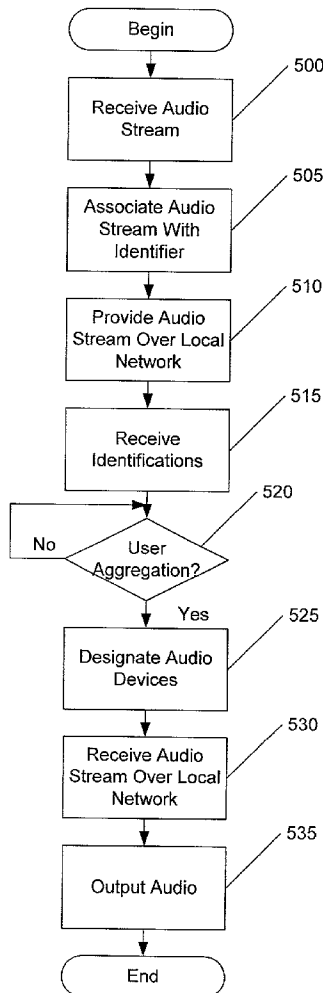 Begin
500
Receive Audio
Stream
505
Associate Audio
Stream With
Identifier
510
Provide Audio
Stream Over Local
Network
515
Receive
Identifications
520
No
User
Aggregation?
Yes
525
Designate Audio
Devices
530
Receive Audio
Stream Over Local
Network
535
Output Audio
End